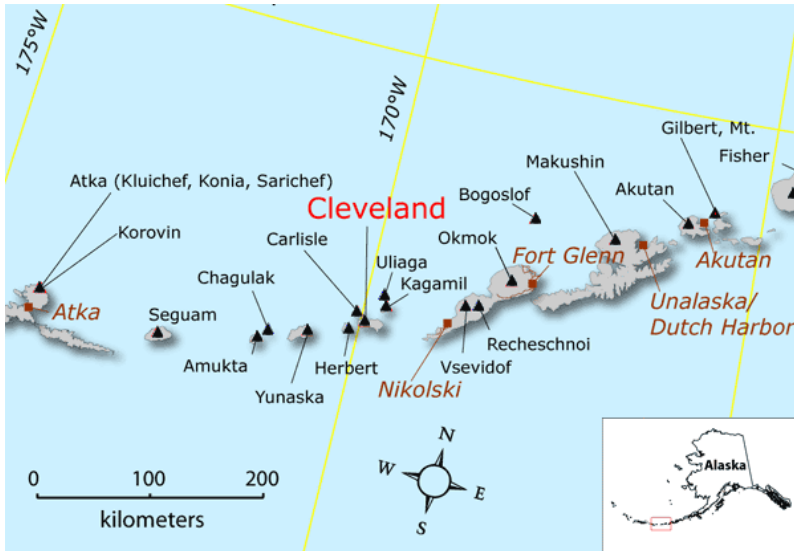 175°W
170°W
Gilbert, Mt.
Fisher
Makushin
Akutan
Atka (Kluichef, Konia, Sarichef)
Bogoslof
Cleveland
Korovin
Carlisle
Okmok
Fort Glenn
Uliaga
Akutan
Chagulak
Kagamil
Atka
Seguam
Unalaska/
Dutch Harbor
Amukta
Herbert
Recheschnoi
Yunaska
Nikolski
Vsevidof
N
W
E
S
0 100 200
kilometers
Alaska